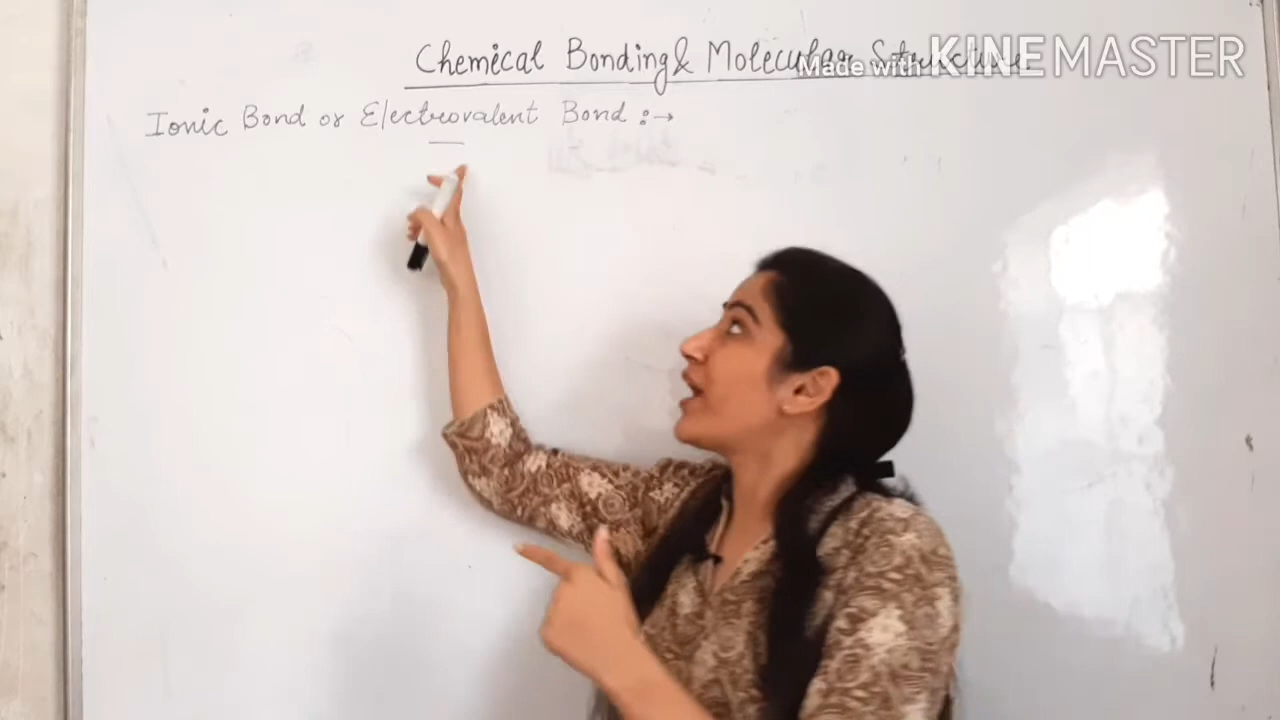 Chemical Bonding & Molecular Structure
Made with KINEMASTER
Ionic Bond or Electrovalent Bond :→